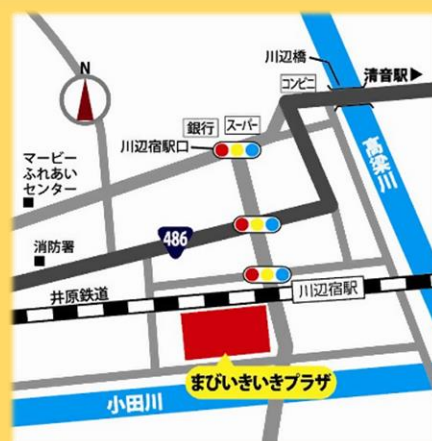 川辺橋
清音駅▶
コンビニ
N
銀行
スーパー
川辺宿駅口
高梁川
マービー
ふれあい
センター
486
消防署
井原鉄道
川辺宿駅
まびいきいきプラザ
小田川